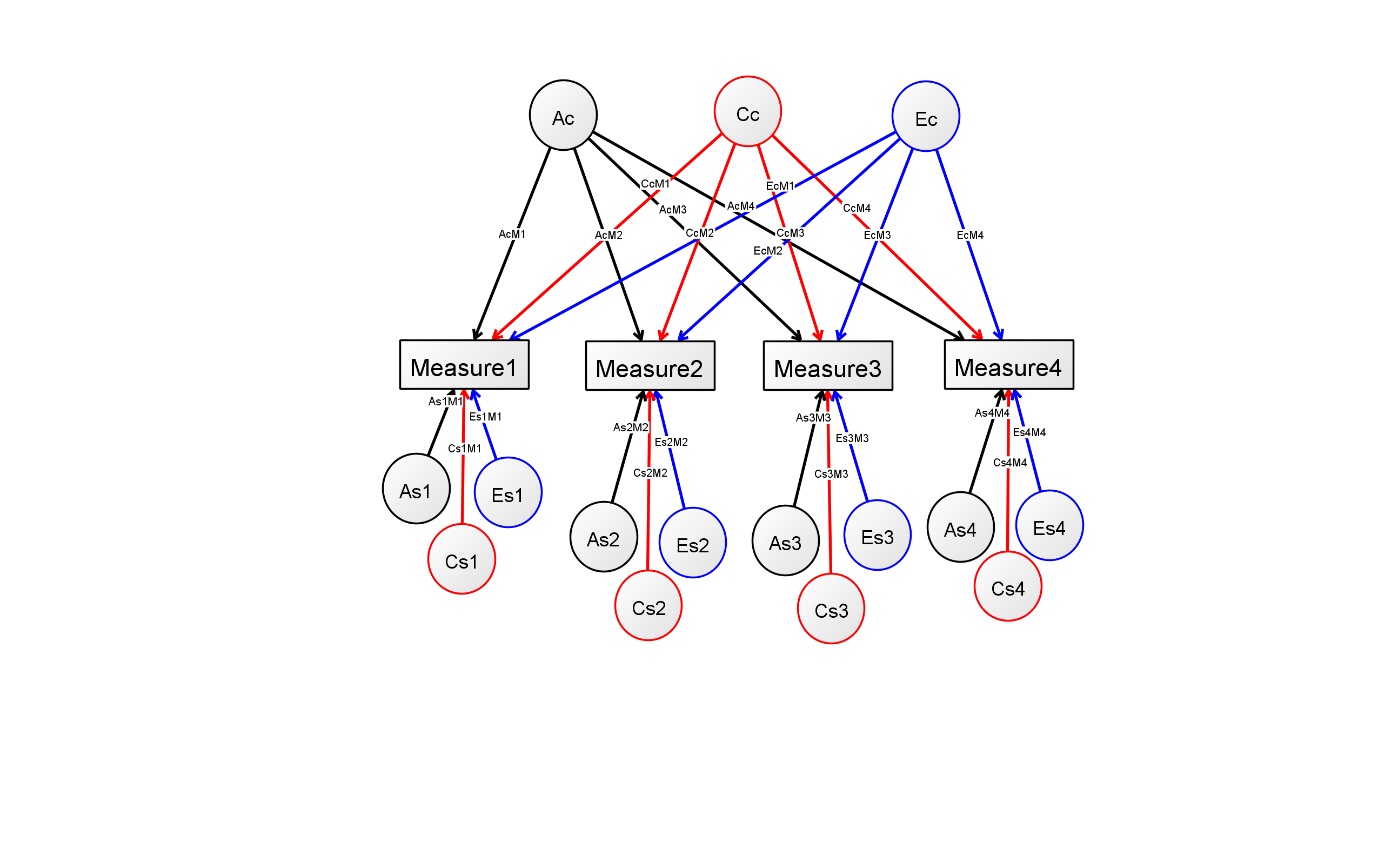 Ac
Cc
Ec
CcM1
EcM1
AcM3
AcM4
CcM4
AcM1
AcM2
CcM2
CcM3
EcM3
EcM4
EcM2
Measure1
Measure2
Measure3
Measure4
As1M1
Es1M1
Cs1M1
As2M2
Es2M2
Cs2M2
As3M3
Es3M3
Cs3M3
As4M4
Es4M4
Cs4M4
As1
Es1
Cs1
As2
Es2
Cs2
As3
Es3
Cs3
As4
Es4
Cs4